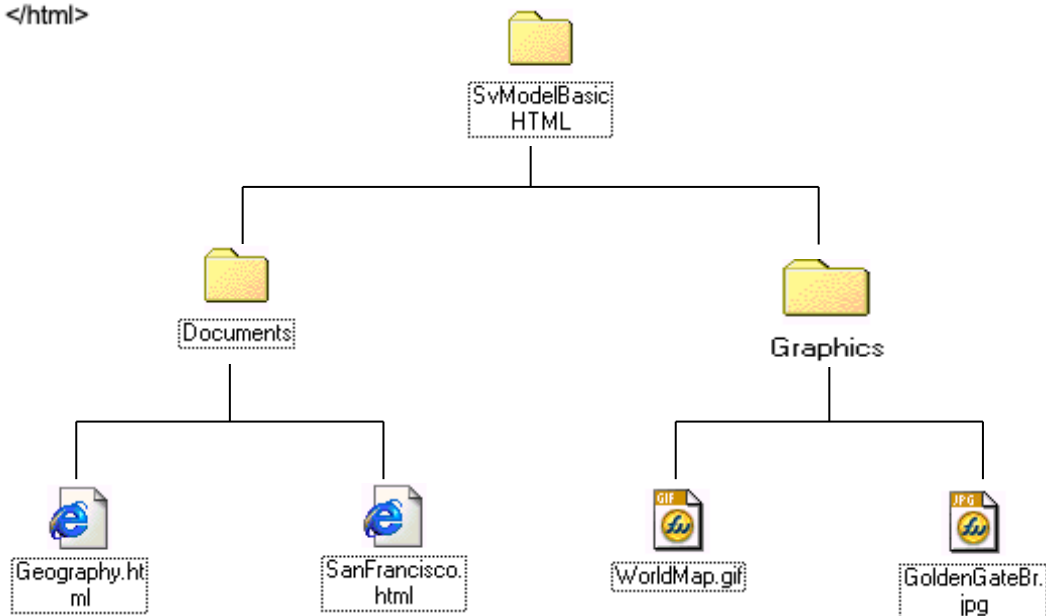 </html>
SvModelBasic
HTML
Documents
Graphics
GIF
JPG
Geography.ht
ml
SanFrancisco.
html
WorldMap.gif
GoldenGateBr.
jpg